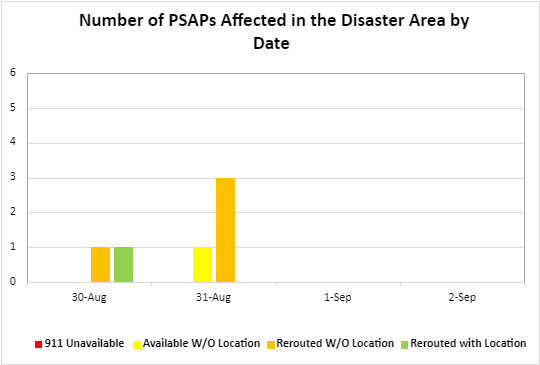 Number of PSAPs Affected in the Disaster Area by
Date
6
5
4
3
2
1
0
30-Aug 31-Aug 1-Sep 2-Sep
911 Unavailable Available W/O Location Rerouted W/O Location Rerouted with Location